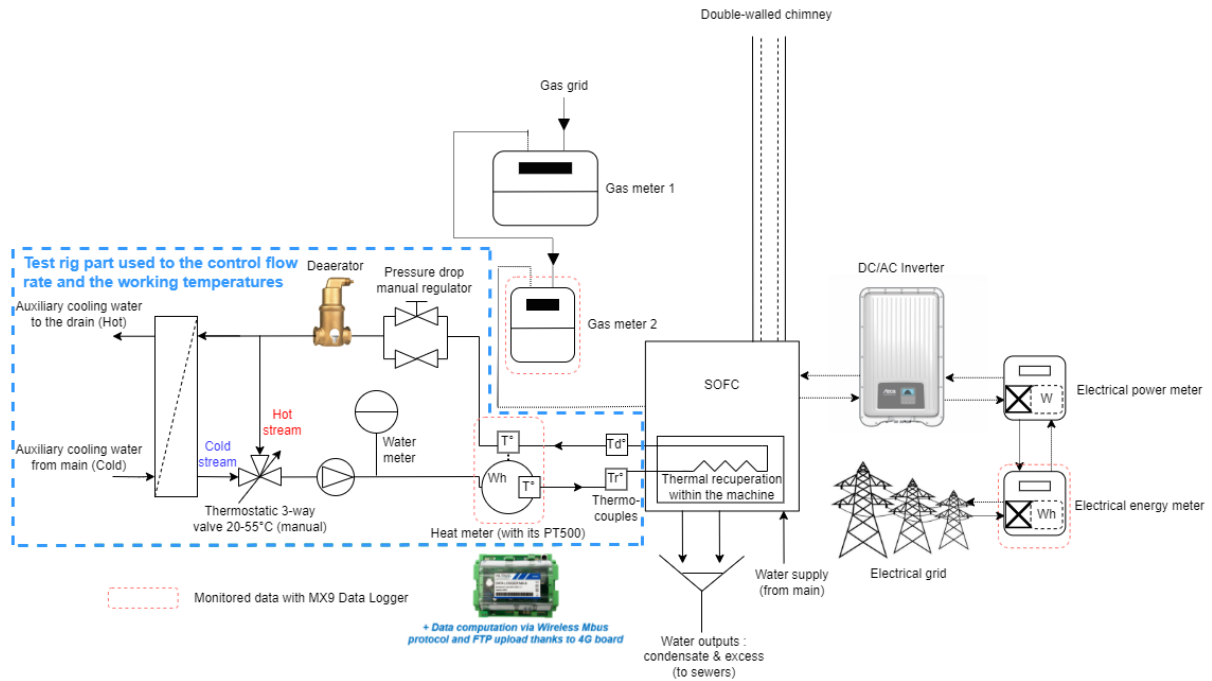 Double-walled chimney
Gas grid
Gas meter 1
Test rig part used to the control flow
rate and the working temperatures
Deaerator
Pressure drop
manual regulator
DC/AC Inverter
Auxiliary cooling water
to the drain (Hot)
Gas meter 2
SOFC
Electrical power meter
W
Hot
stream
Auxiliary cooling water
from main (Cold)
Cold
stream
Water
meter
T°
Td°
Wh
T°
Tr°
Thermal recuperation
within the machine
Thermo-
couples
Wh
Electrical energy meter
Thermostatic 3-way
valve 20-55°C (manual)
Heat meter (with its PT500)
Electrical grid
Water supply
(from main)
Monitored data with MX9 Data Logger
+ Data computation via Wireless Mbus
protocol and FTP upload thanks to 4G board
Water outputs :
condensate & excess
(to sewers)